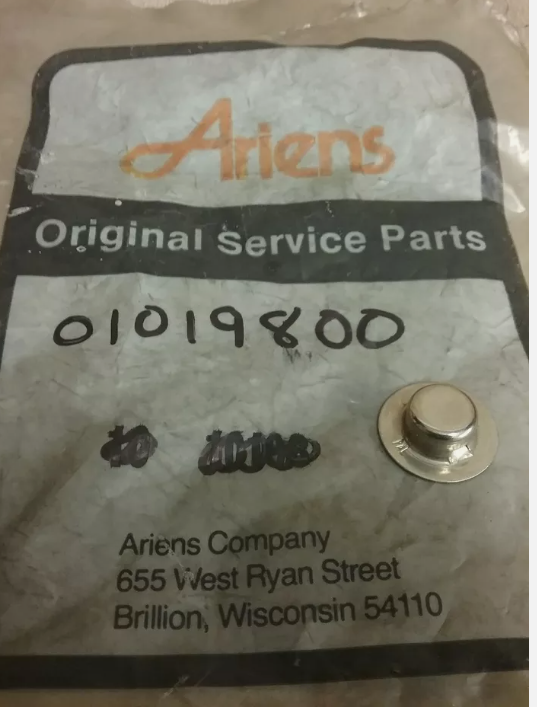 Ariens
Original Service Parts
01019800
Ariens Company
655 West Ryan Street
Brillion, Wisconsin 54110